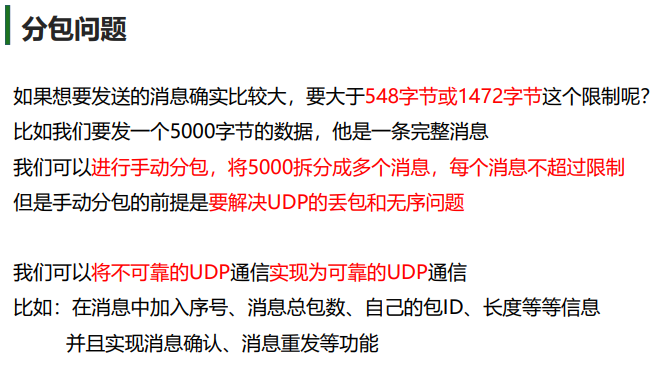 分包问题
如果想要发送的消息确实比较大，要大于548字节或1472字节这个限制呢？
比如我们要发一个5000字节的数据，他是一条完整消息
我们可以进行手动分包，将5000拆分成多个消息，每个消息不超过限制
但是手动分包的前提是要解决UDP的丢包和无序问题
我们可以将不可靠的UDP通信实现为可靠的UDP通信
比如：在消息中加入序号、消息总包数、自己的包ID、长度等等信息
并且实现消息确认、消息重发等功能